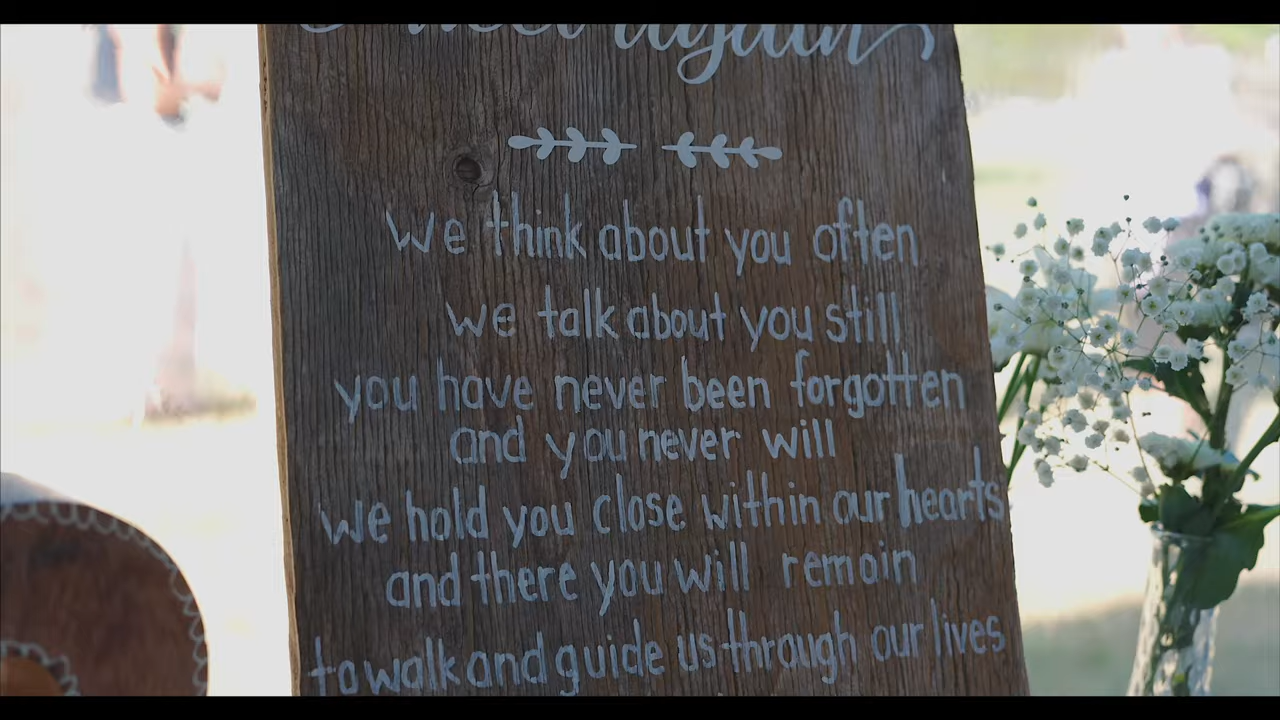 again
we think about you often
we talk about you still
you have never been forgotten
and you never will
we hold you close within our hearts
and there you will remain
to walk and guide us through our lives